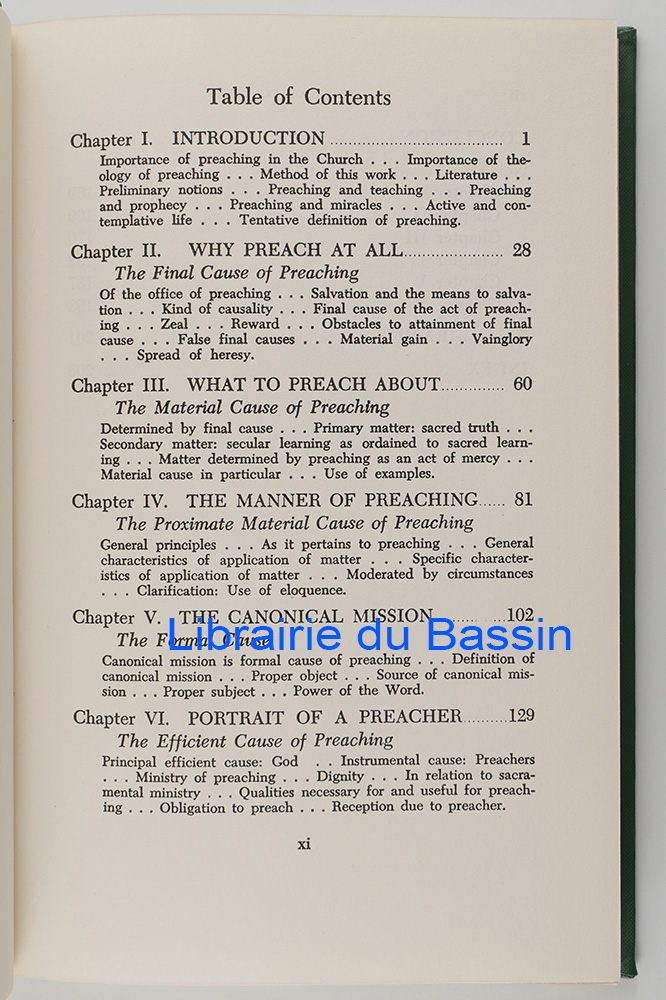 Table of Contents
Chapter I. INTRODUCTION ...................................... 1
Importance of preaching in the Church . . . Importance of the-
ology of preaching . . . Method of this work . . . Literature . . .
Preliminary notions . . . Preaching and teaching . . . Preaching
and prophecy . . . Preaching and miracles . . . Active and con-
templative life . . . Tentative definition of preaching.
Chapter II. WHY PREACH AT ALL...................... 28
The Final Cause of Preaching
Of the office of preaching . . . Salvation and the means to salva-
tion . . . Kind of causality . . . Final cause of the act of preach-
ing . . . Zeal . . . Reward . . . Obstacles to attainment of final
cause . . . False final causes . . . Material gain . . . Vainglory
. . . Spread of heresy.
Chapter III. WHAT TO PREACH ABOUT.............. 60
The Material Cause of Preaching
Determined by final cause . . . Primary matter: sacred truth . . .
Secondary matter: secular learning as ordained to sacred learn-
ing . . . Matter determined by preaching as an act of mercy . . .
Material cause in particular . . . Use of examples.
Chapter IV. THE MANNER OF PREACHING...... 81
The Proximate Material Cause of Preaching
General principles . . . As it pertains to preaching . . . General
characteristics of application of matter . . . Specific character-
istics of application of matter . . . Moderated by circumstances
. . . Clarification: Use of eloquence.
Chapter V. THE CANONICAL MISSION.......... ...102
The Formal Cause
Librairie du Bassin
Canonical mission is formal cause of preaching . . . Definition of
canonical mission . . . Proper object . . . Source of canonical mis-
sion . . . Proper subject . . . Power of the Word.
Chapter VI. PORTRAIT OF A PREACHER..........129
The Efficient Cause of Preaching
Principal efficient cause: God . . Instrumental cause: Preachers
. . . Ministry of preaching . . . Dignity . . . In relation to sacra-
mental ministry . . . Qualities necessary for and useful for preach-
ing . . . Obligation to preach . . . Reception due to preacher.
xi